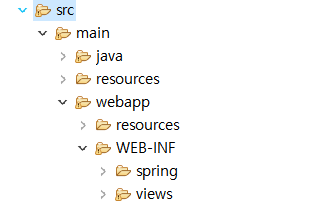 src
main
java
resources
webapp
resources
WEB-INF
spring
views